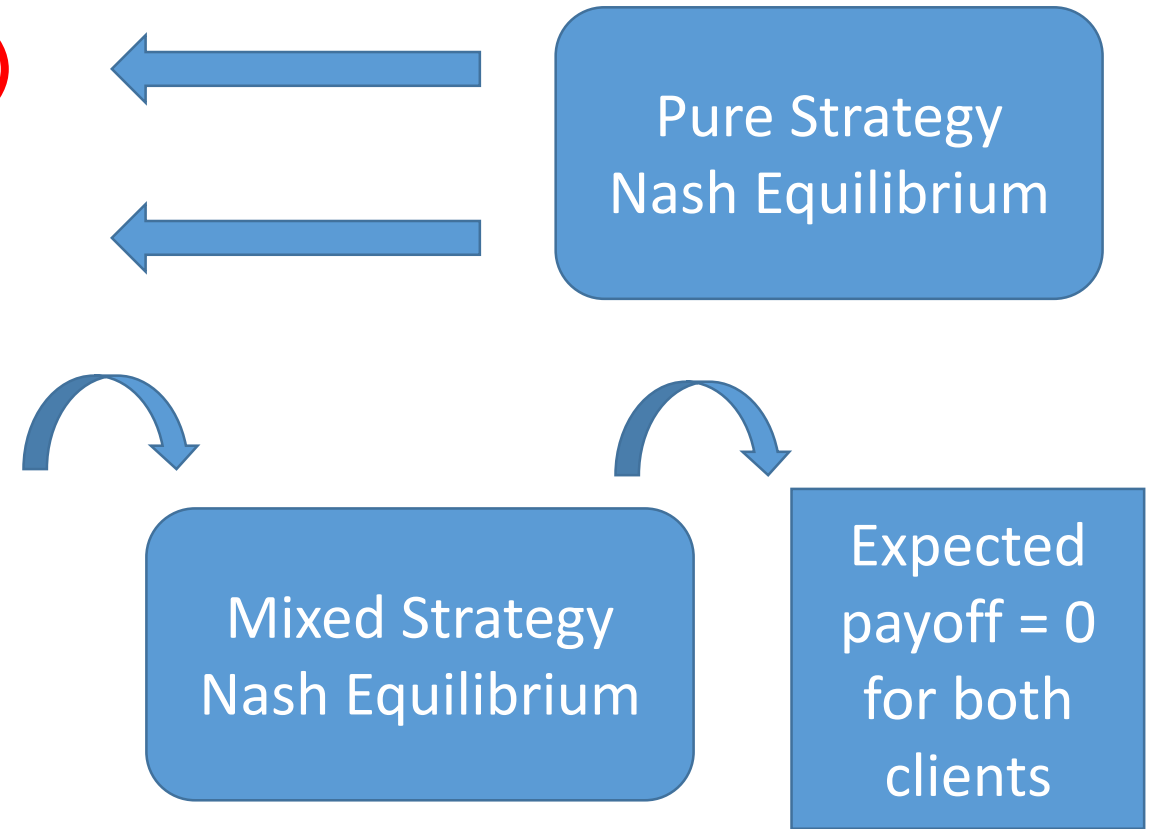 Pure Strategy
Nash Equilibrium
Mixed Strategy
Nash Equilibrium
Expected
payoff = 0
for both
clients